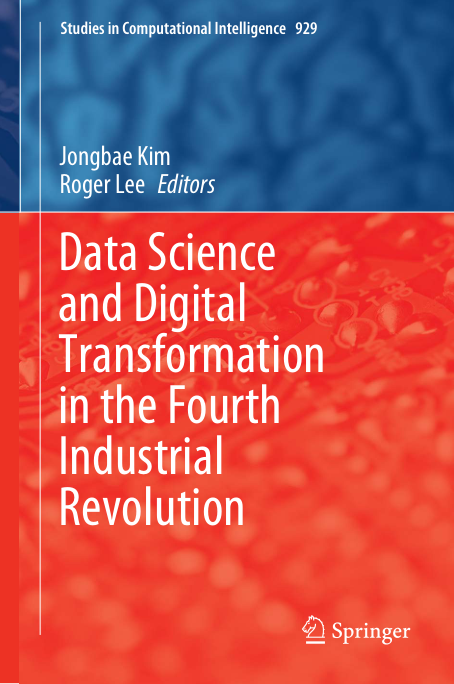 Studies in Computational Intelligence 929
Jongbae Kim
Roger Lee Editors
Data Science
and Digital
Transformation
in the Fourth
Industrial
Revolution
Springer